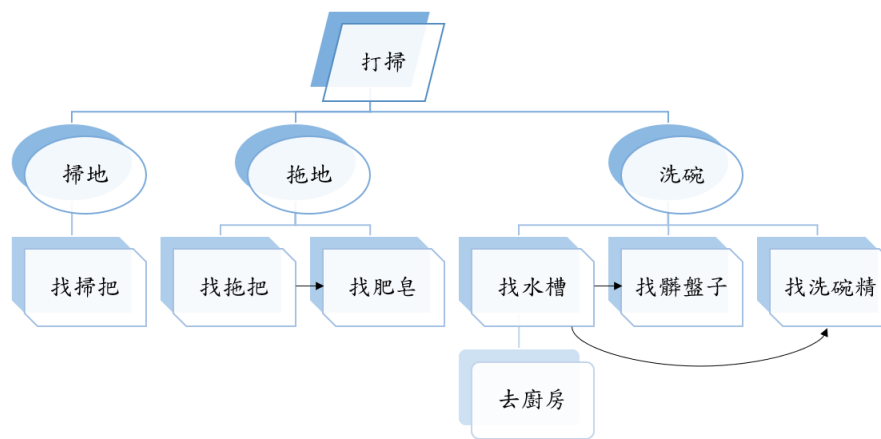 打掃
掃地
拖地
洗碗
找掃把
找拖把
找肥皂
找水槽
找髒盤子
找洗碗精
去廚房